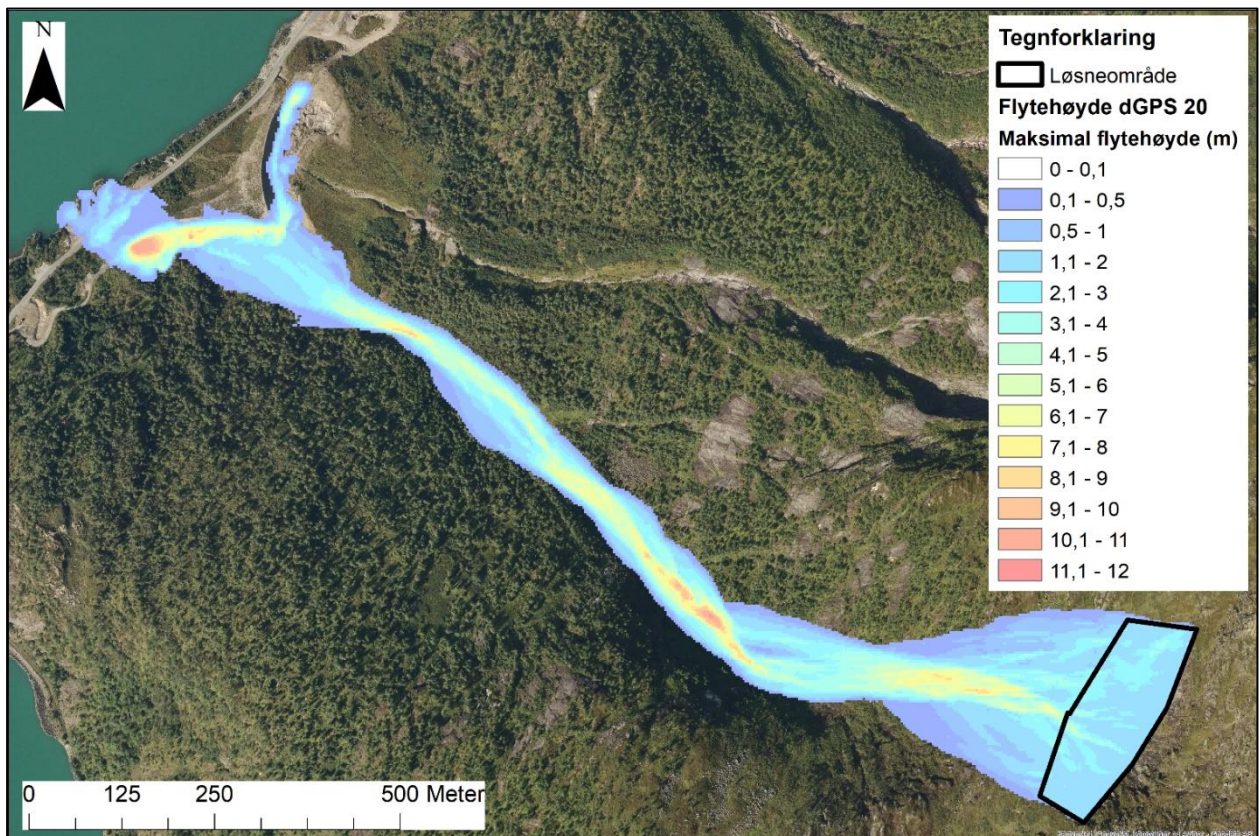 N
Tegnforklaring
Løsneområde
Flytehøyde dGPS 20
Maksimal flytehøyde (m)
0 - 0,1
0,1 - 0,5
0,5 - 1
1,1 - 2
2,1 - 3
3,1 - 4
4,1 - 5
5,1 - 6
6,1 - 7
7,1 - 8
8,1 - 9
9,1 - 10
10,1 - 11
11,1 - 12
0 125 250 500 Meter